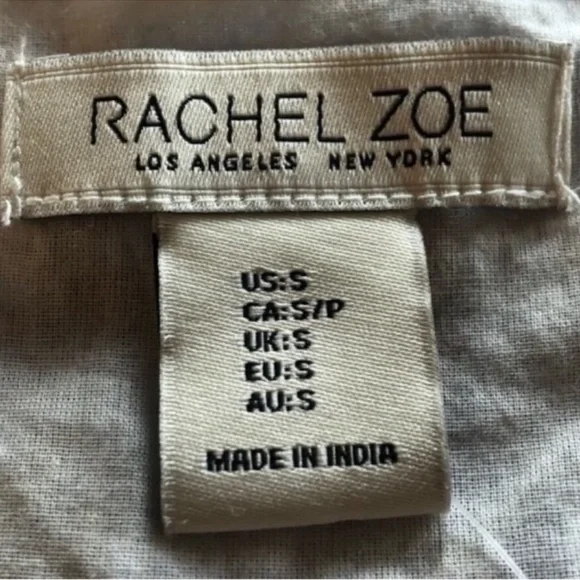 RACHEL ZOE
LOS ANGELES NEW YORK
US:S
CA:S/P
UK:S
EU:S
AU:S
MADE IN INDIA